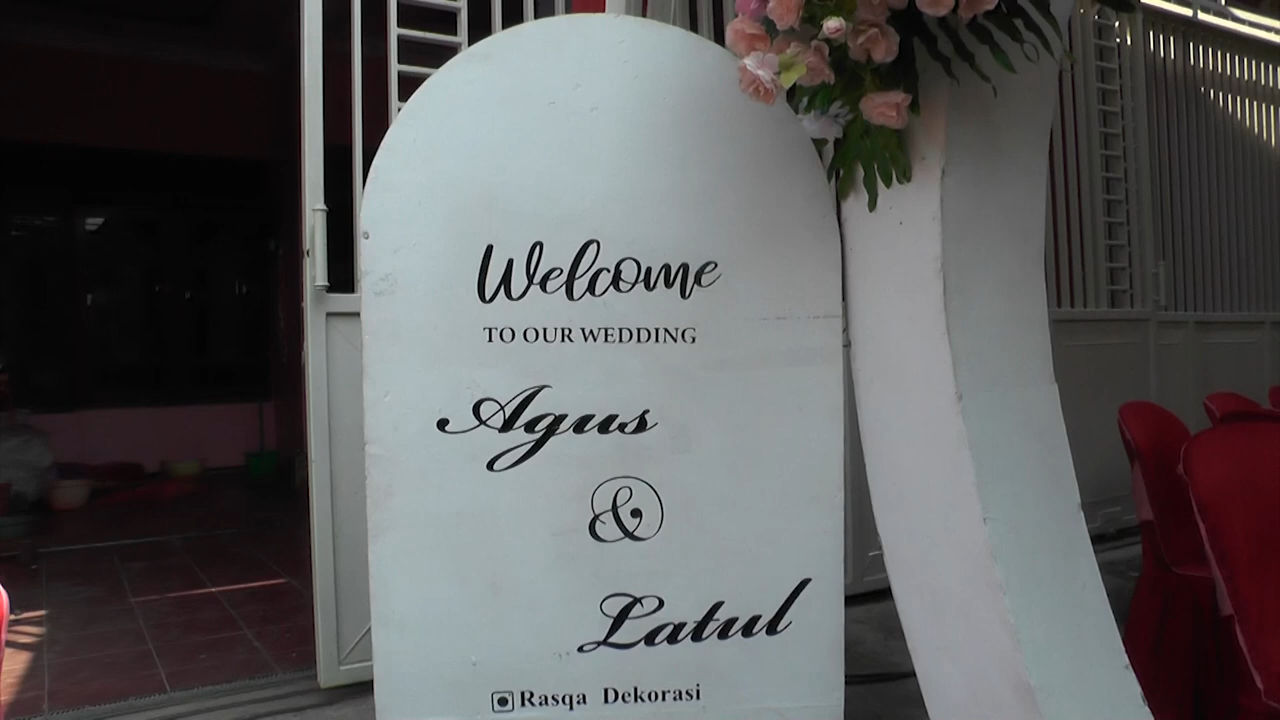 Welcome
TO OUR WEDDING
Agus
&
Latul
Rasqa Dekorasi